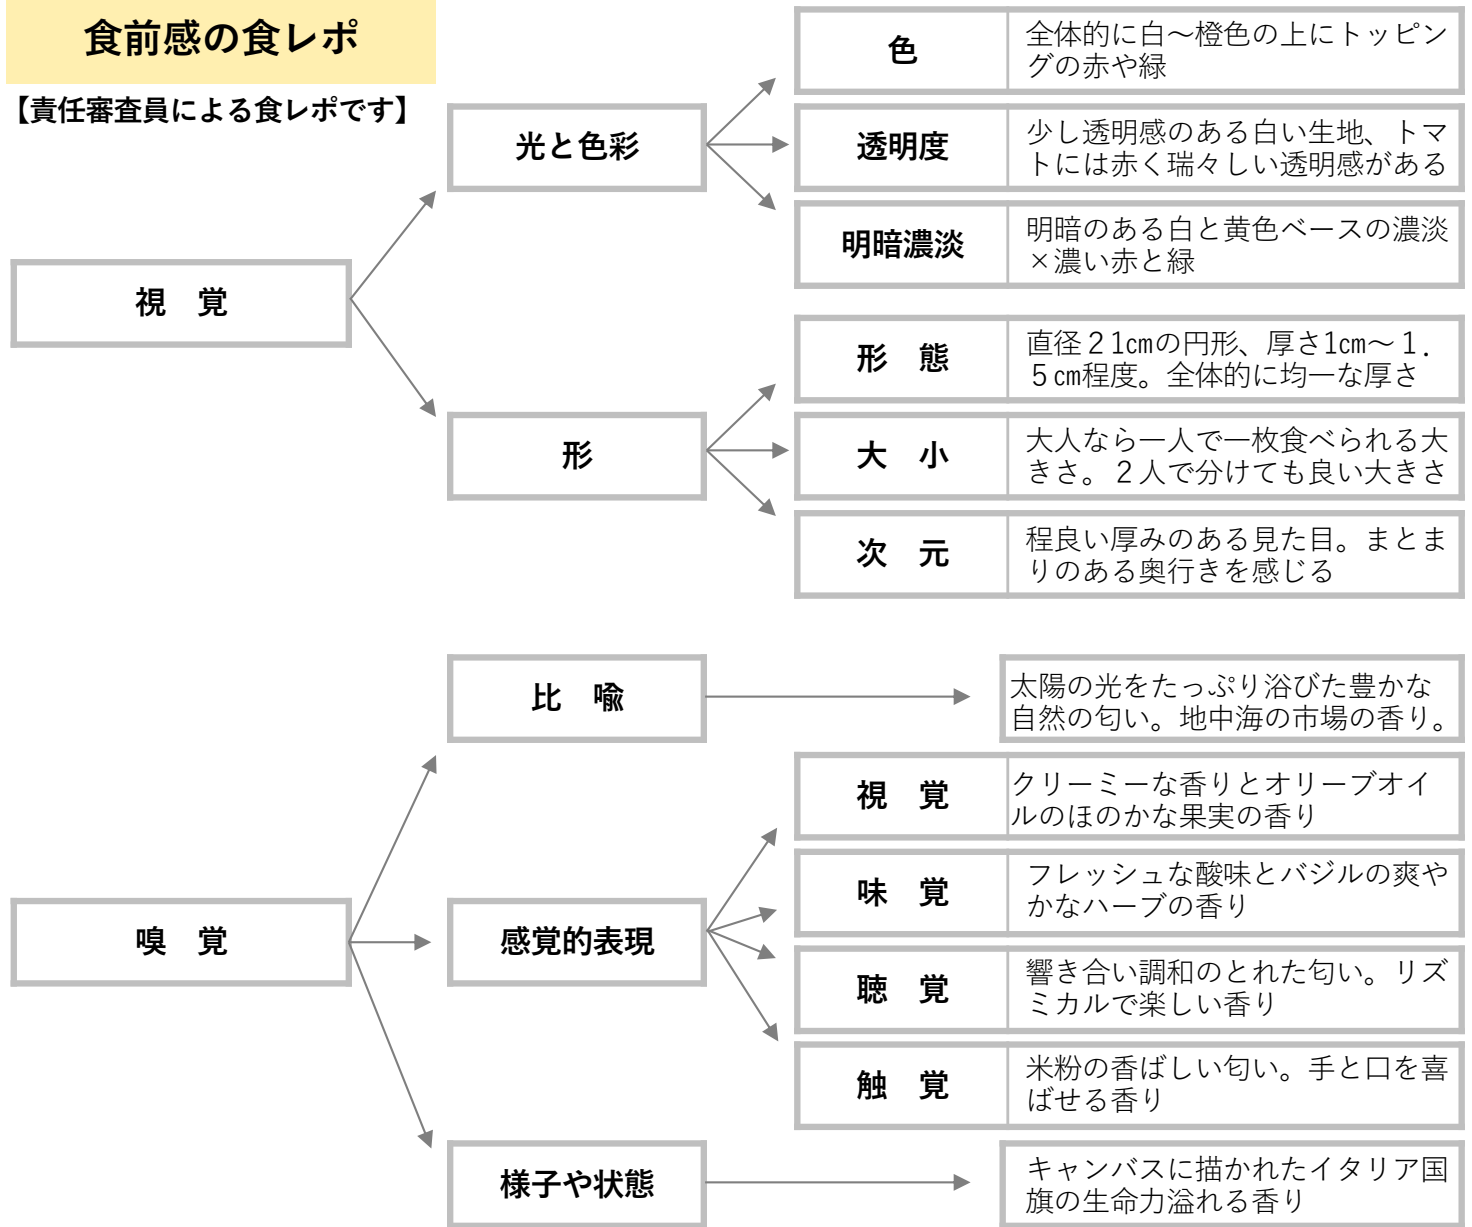 食前感の食レポ
【責任審査員による食レポです】
視　覚
光と色彩
色
全体的に白～橙色の上にトッピン
グの赤や緑
透明度
少し透明感のある白い生地、トマ
トには赤く瑞々しい透明感がある
明暗濃淡
明暗のある白と黄色ベースの濃淡
×濃い赤と緑
形
形　態
直径２1㎝の円形、厚さ1㎝～１.
５㎝程度。全体的に均一な厚さ
大　小
大人なら一人で一枚食べられる大
きさ。２人で分けても良い大きさ
次　元
程良い厚みのある見た目。まとま
りのある奥行きを感じる
嗅　覚
比　喩
太陽の光をたっぷり浴びた豊かな
自然の匂い。地中海の市場の香り。
感覚的表現
視　覚
クリーミーな香りとオリーブオイ
ルのほのかな果実の香り
味　覚
フレッシュな酸味とバジルの爽や
かなハーブの香り
聴　覚
響き合い調和のとれた匂い。リズ
ミカルで楽しい香り
触　覚
米粉の香ばしい匂い。手と口を喜
ばせる香り
様子や状態
キャンバスに描かれたイタリア国
旗の生命力溢れる香り